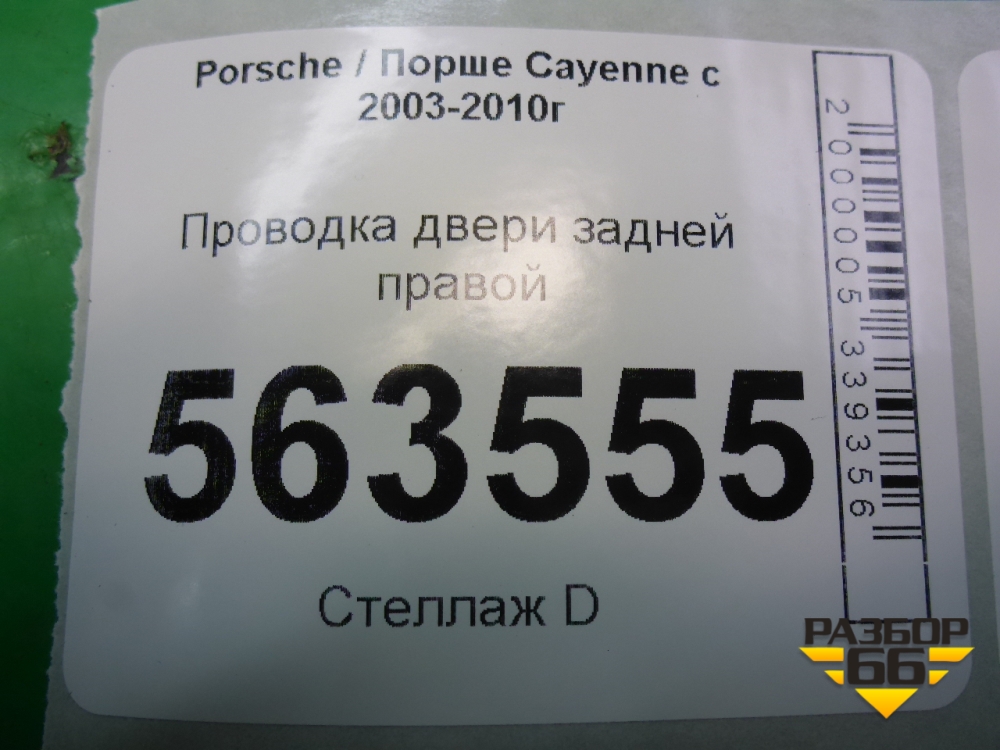 Porsche / Порше Cayenne с
2003-2010г
Проводка двери задней
правой
563555
Стеллаж D
2000005339356
РАЗБОР
66